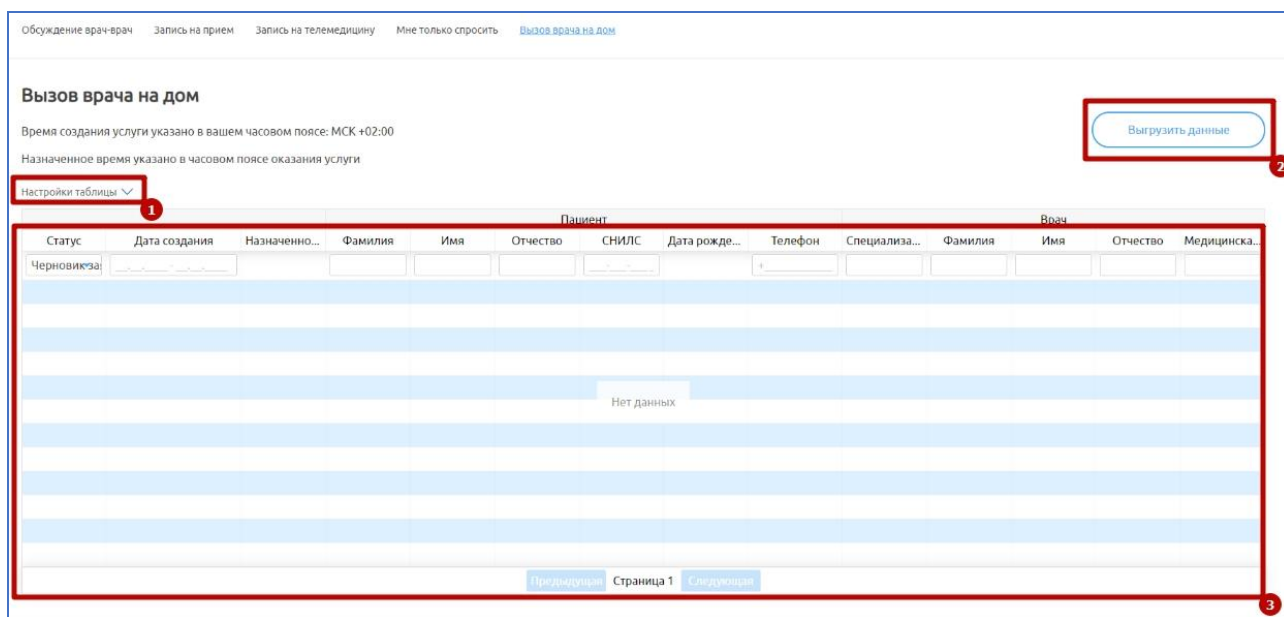 Обсуждение врач-врач Запись на прием Запись на телемедицину Мне только спросить Вызов врача на дом
Вызов врача на дом
Время создания услуги указано в вашем часовом поясе: МСК +02:00
Выгрузить данные
2
Назначенное время указано в часовом поясе оказания услуги
Настройки таблицы
1
Пациент Врач
Статус Дата создания Назначенно... Фамилия Имя Отчество СНИЛС Дата рожде... Телефон Специализа... Фамилия Имя Отчество Медицинска...
Черновик за
Нет данных
Предыдущая Страница 1 Следующая
3